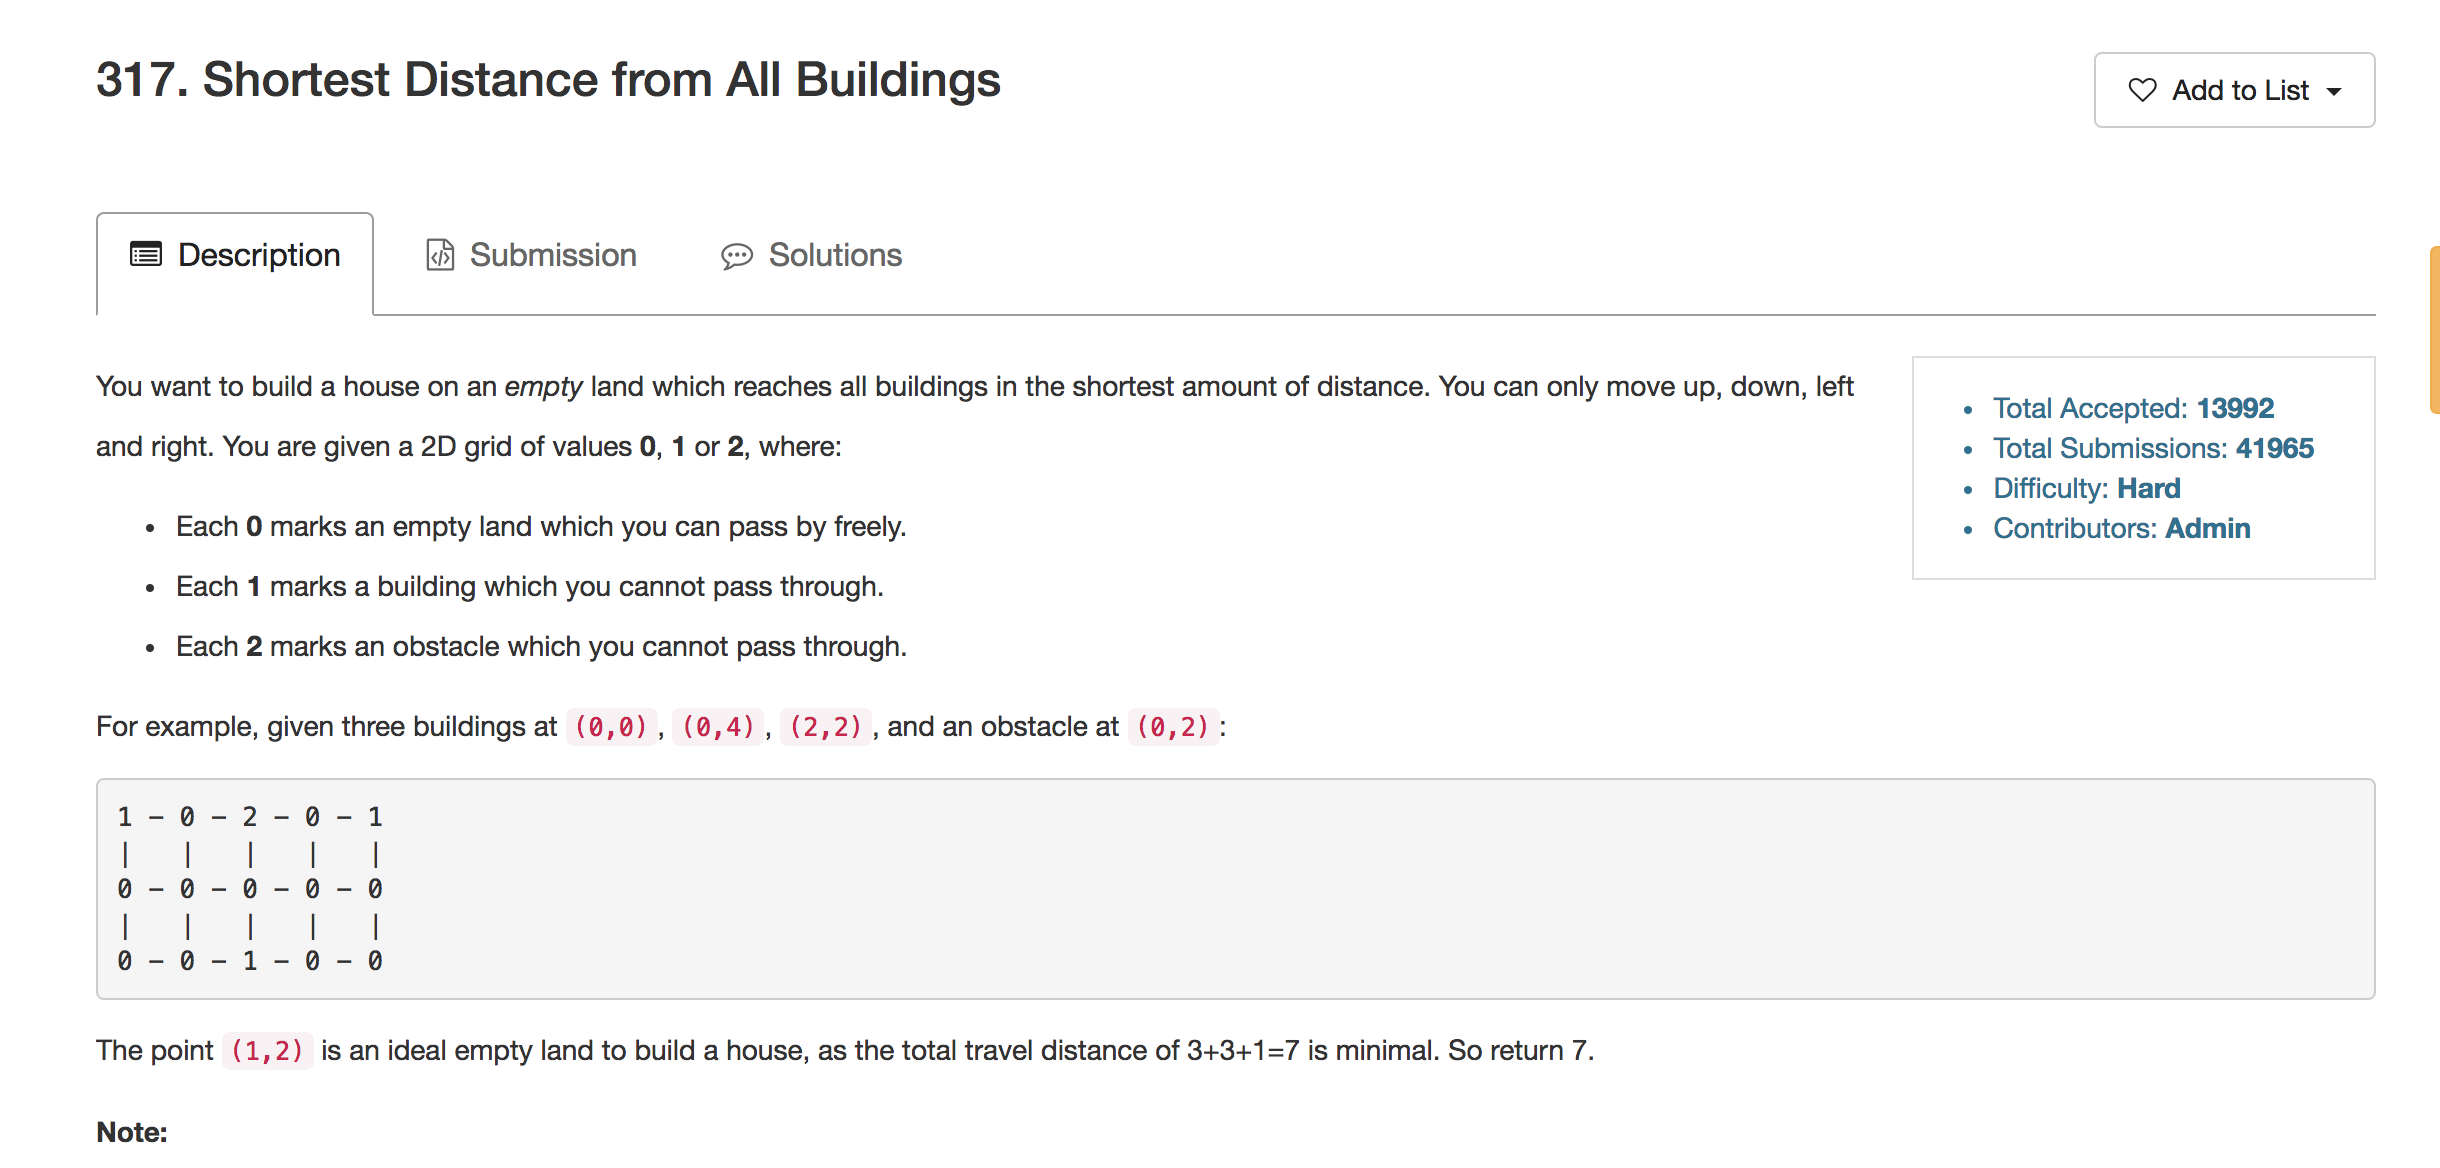 317. Shortest Distance from All Buildings
Add to List
Description
Submission
Solutions
You want to build a house on an empty land which reaches all buildings in the shortest amount of distance. You can only move up, down, left
and right. You are given a 2D grid of values 0, 1 or 2, where:
• Each 0 marks an empty land which you can pass by freely.
• Each 1 marks a building which you cannot pass through.
• Each 2 marks an obstacle which you cannot pass through.
• Total Accepted: 13992
• Total Submissions: 41965
• Difficulty: Hard
• Contributors: Admin
For example, given three buildings at (0,0), (0,4), (2,2), and an obstacle at (0,2):
1 - 0 - 2 - 0 - 1
|   |   |   |   |
0 - 0 - 0 - 0 - 0
|   |   |   |   |
0 - 0 - 1 - 0 - 0
The point (1,2) is an ideal empty land to build a house, as the total travel distance of 3+3+1=7 is minimal. So return 7.
Note: